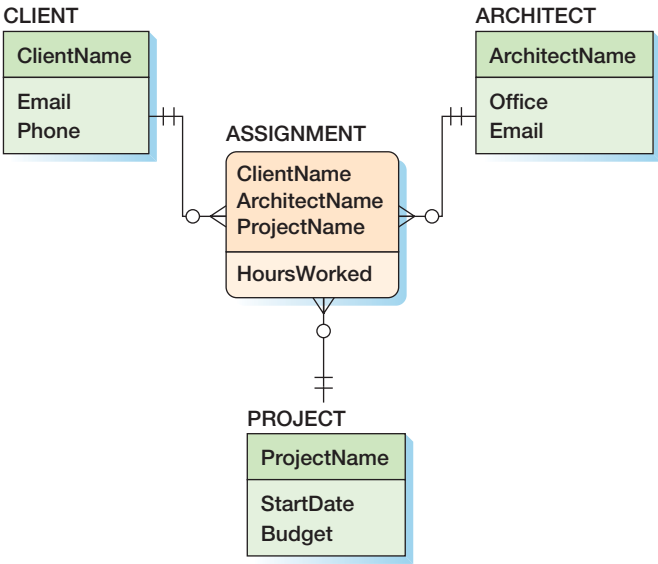 CLIENT
ClientName
Email
Phone
ARCHITECT
ArchitectName
Office
Email
ASSIGNMENT
ClientName
ArchitectName
ProjectName
HoursWorked
PROJECT
ProjectName
StartDate
Budget